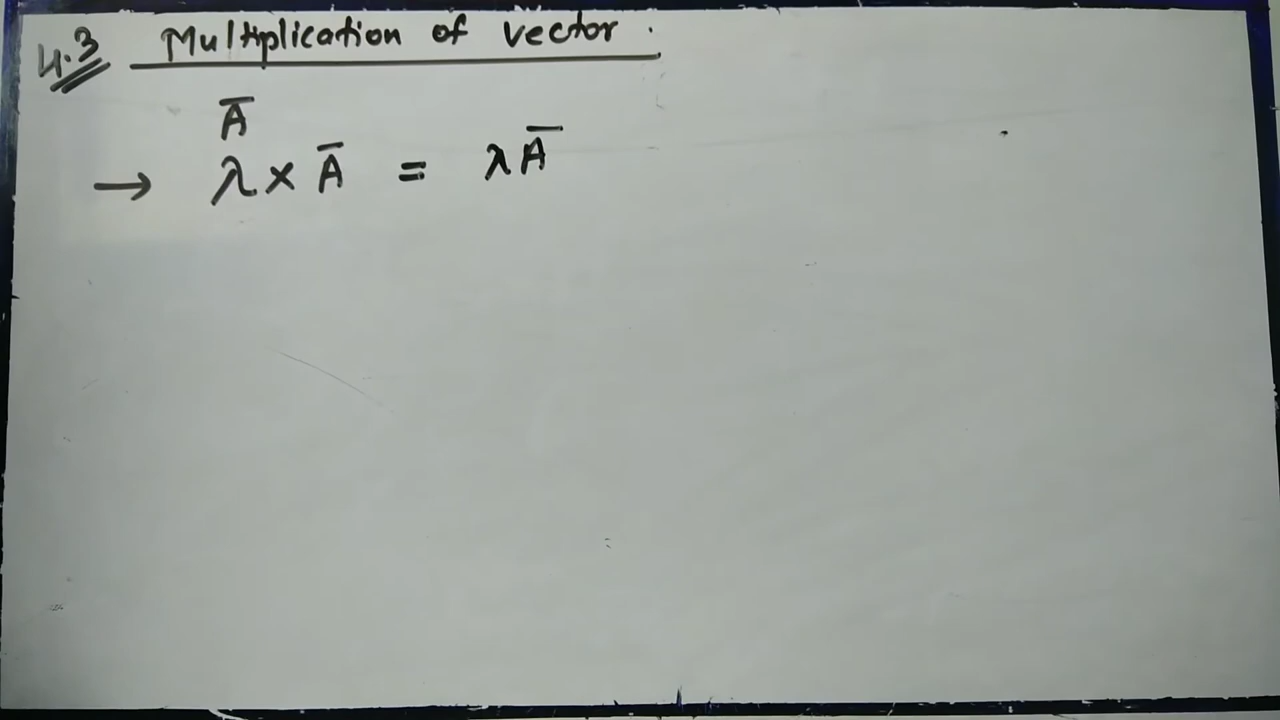 4.3 Multiplication of vector.
A̅
→ λ × A̅ = λA̅